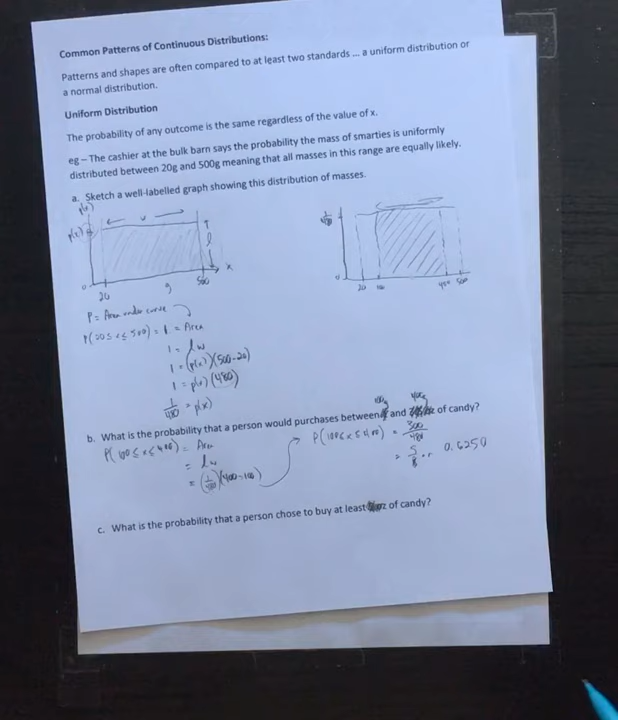 Common Patterns of Continuous Distributions:
Patterns and shapes are often compared to at least two standards ... a uniform distribution or
a normal distribution.
Uniform Distribution
The probability of any outcome is the same regardless of the value of x.
eg – The cashier at the bulk barn says the probability the mass of smarties is uniformly
distributed between 20g and 500g meaning that all masses in this range are equally likely.
a. Sketch a well-labelled graph showing this distribution of masses.
p(x)
w
p(x)
l
x
0
20
g
500
1/480
0
20
100
400
500
P = Area under curve
P(20 ≤ x ≤ 500) = 1 = Area
1 = lw
1 = (p(x))(500-20)
1 = p(x)(480)
1/480 = p(x)
b. What is the probability that a person would purchases between 100g and 400g of candy?
P(100 ≤ x ≤ 400) = Area
= lw
= (1/480)(400-100)
P(100 ≤ x ≤ 400) = 300/480
= 5/8 or 0.6250
c. What is the probability that a person chose to buy at least of candy?